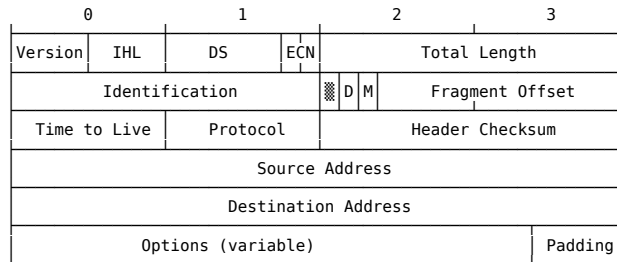 0 1 2 3
Version IHL DS ECN Total Length
Identification D M Fragment Offset
Time to Live Protocol Header Checksum
Source Address
Destination Address
Options (variable) Padding